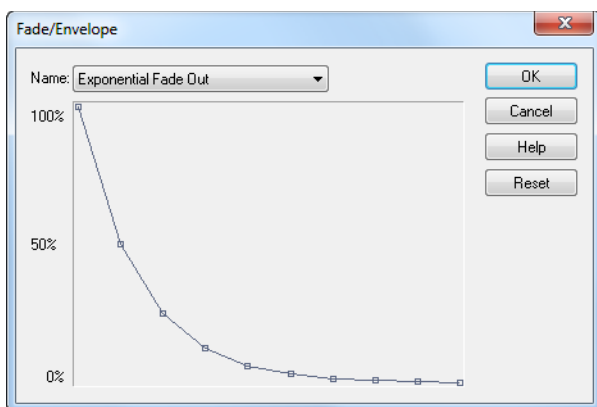 Fade/Envelope
Name: Exponential Fade Out
OK
100%
Cancel
Help
Reset
50%
0%